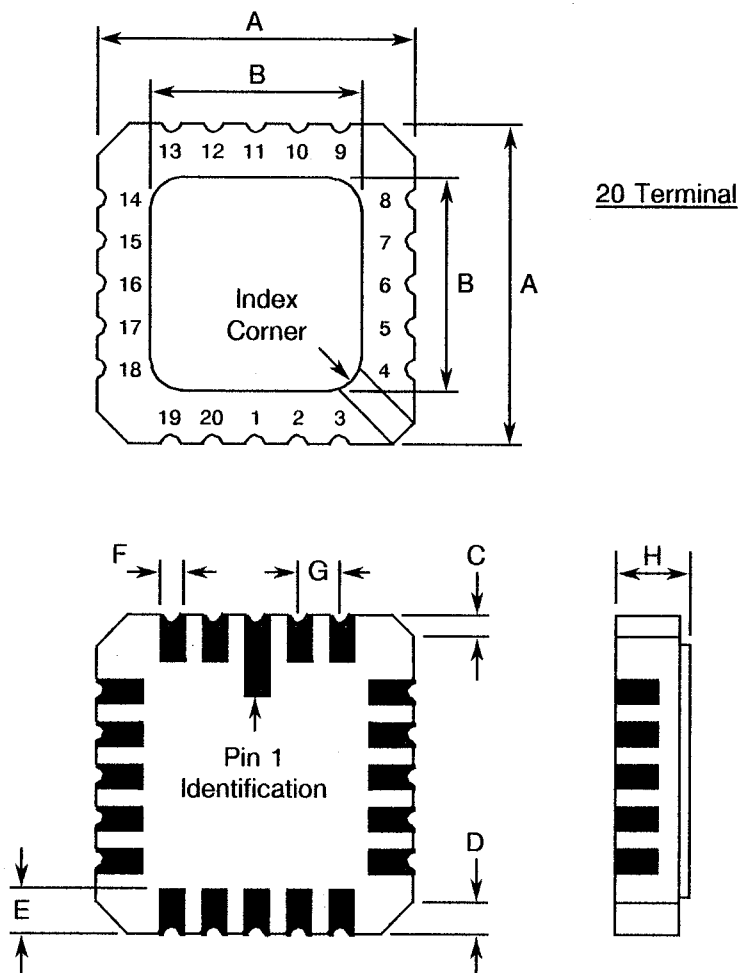 A
B
13 12 11 10 9
14 8
15 7
16 6
17 5
18 4
19 20 1 2 3
Index
Corner
B
A
20 Terminal
F
G
C
H
Pin 1
Identification
D
E